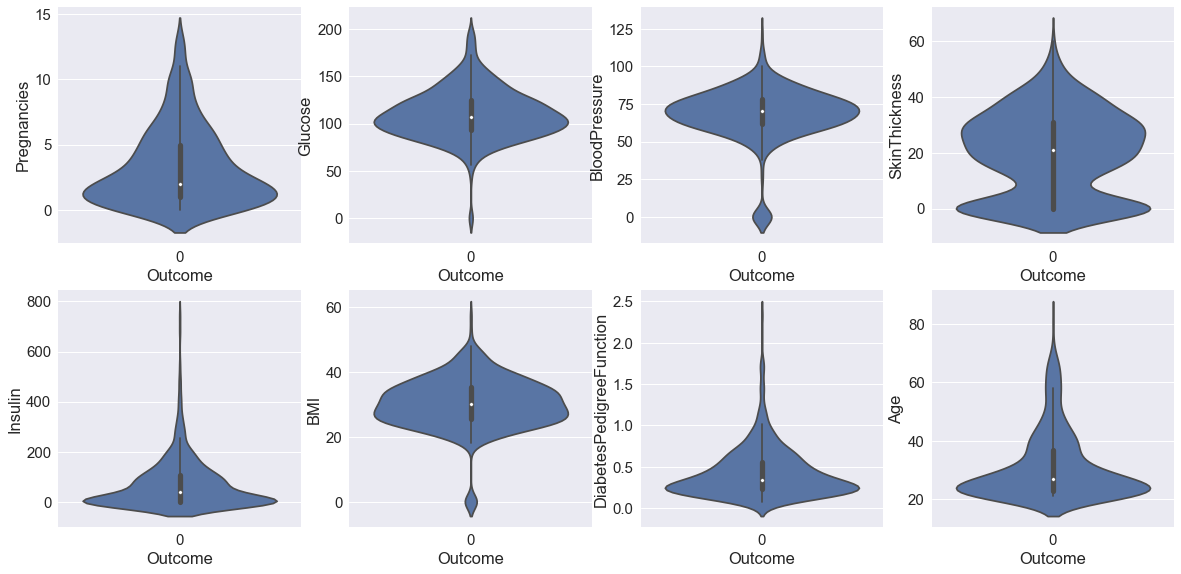 Pregnancies
15
10
5
0
0
Outcome
Glucose
200
150
100
50
0
0
Outcome
BloodPressure
125
100
75
50
25
0
0
Outcome
SkinThickness
60
40
20
0
0
Outcome
Insulin
800
600
400
200
0
0
Outcome
BMI
60
40
20
0
0
Outcome
DiabetesPedigreeFunction
2.5
2.0
1.5
1.0
0.5
0.0
0
Outcome
Age
80
60
40
20
0
Outcome